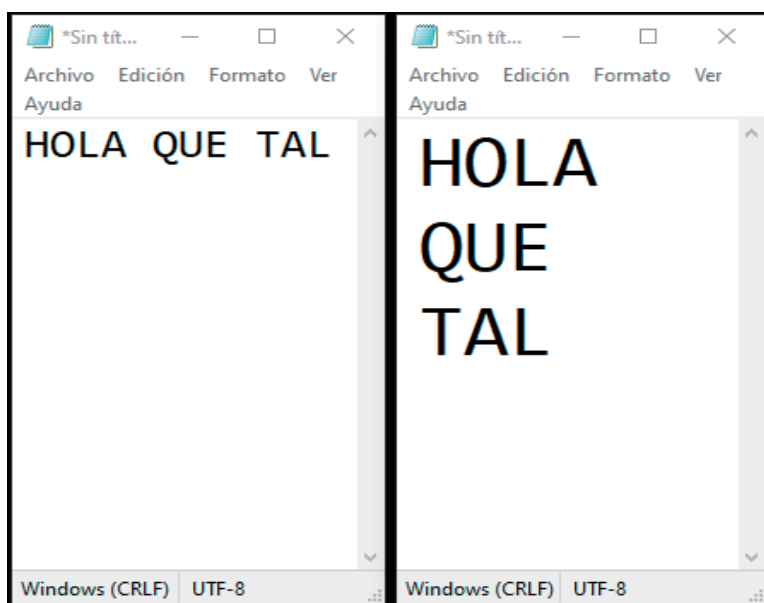 *Sin tít...
Archivo Edición Formato Ver
Ayuda
HOLA QUE TAL
Windows (CRLF) UTF-8
*Sin tít...
Archivo Edición Formato Ver
Ayuda
HOLA
QUE
TAL
Windows (CRLF) UTF-8